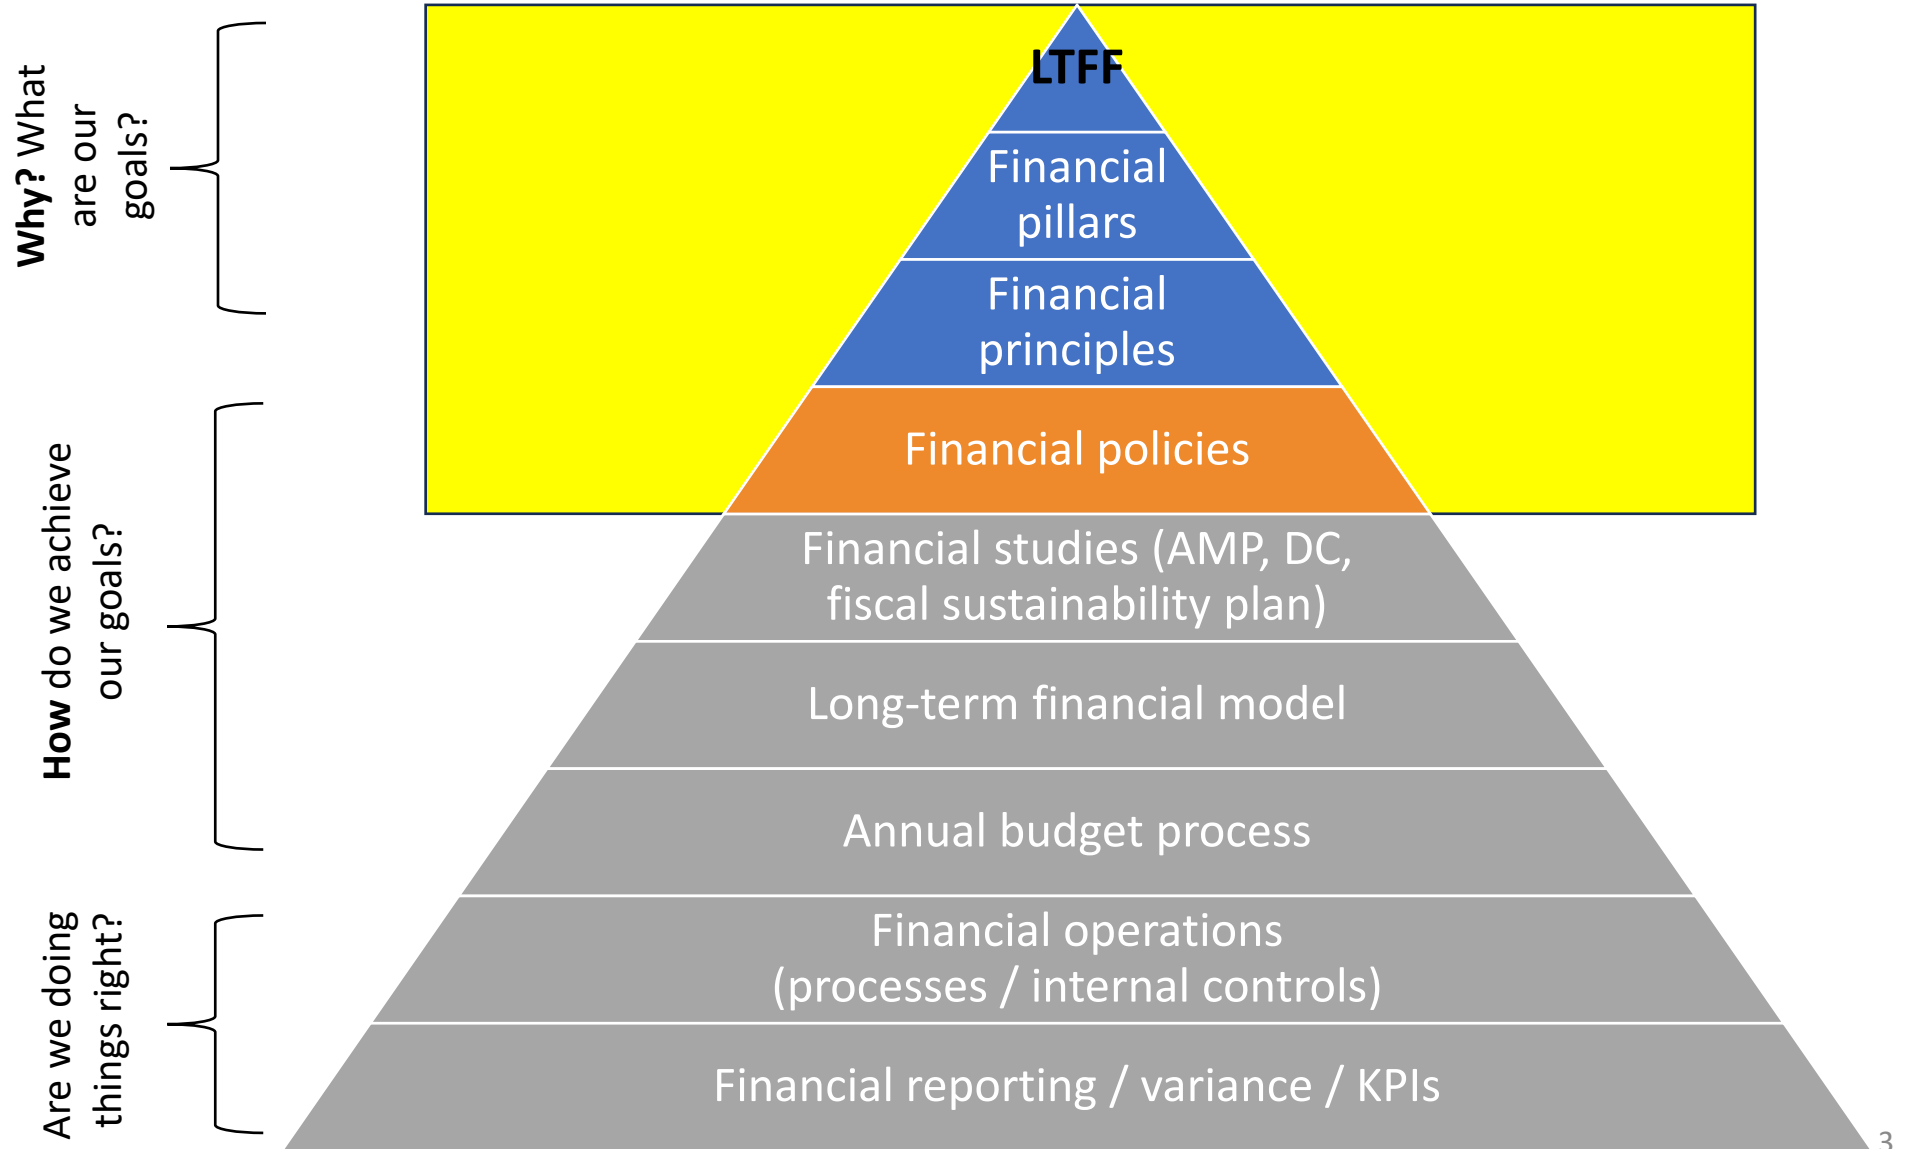 Why? What
are our
goals?
How do we achieve
our goals?
Are we doing
things right?
LTFF
Financial
pillars
Financial
principles
Financial policies
Financial studies (AMP, DC,
fiscal sustainability plan)
Long-term financial model
Annual budget process
Financial operations
(processes / internal controls)
Financial reporting / variance / KPIs
3